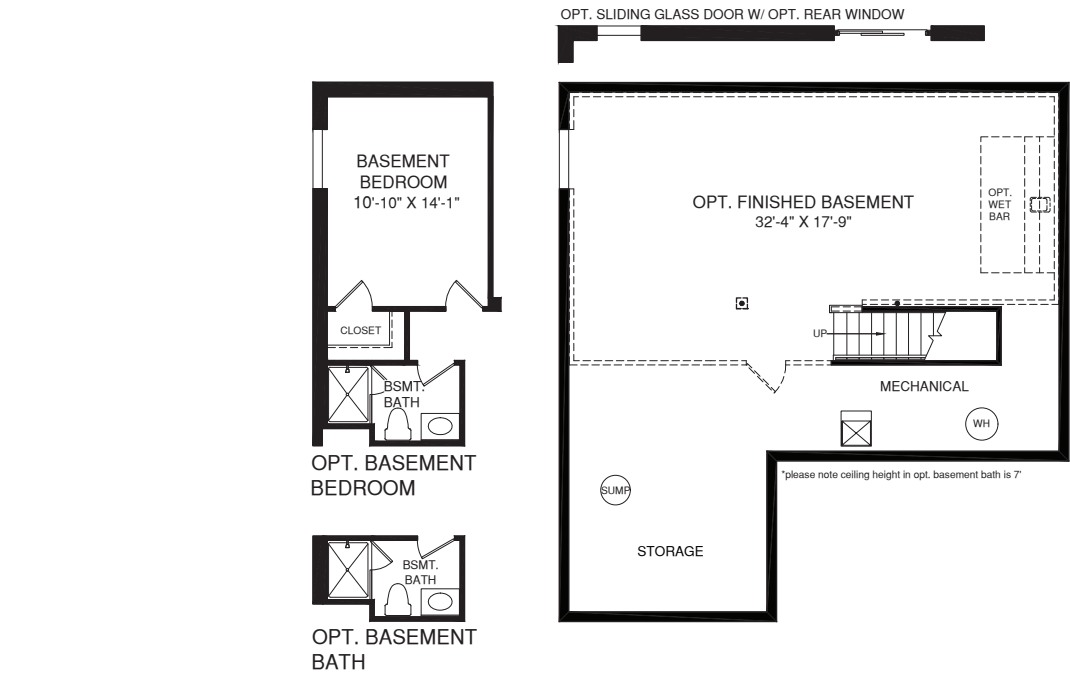 OPT. SLIDING GLASS DOOR W/ OPT. REAR WINDOW
BASEMENT
BEDROOM
10'-10" X 14'-1"
CLOSET
BSMT.
BATH
OPT. BASEMENT
BEDROOM
BSMT.
BATH
OPT. BASEMENT
BATH
OPT. FINISHED BASEMENT
32'-4" X 17'-9"
OPT.
WET
BAR
UP
MECHANICAL
WH
*please note ceiling height in opt. basement bath is 7'
SUMP
STORAGE